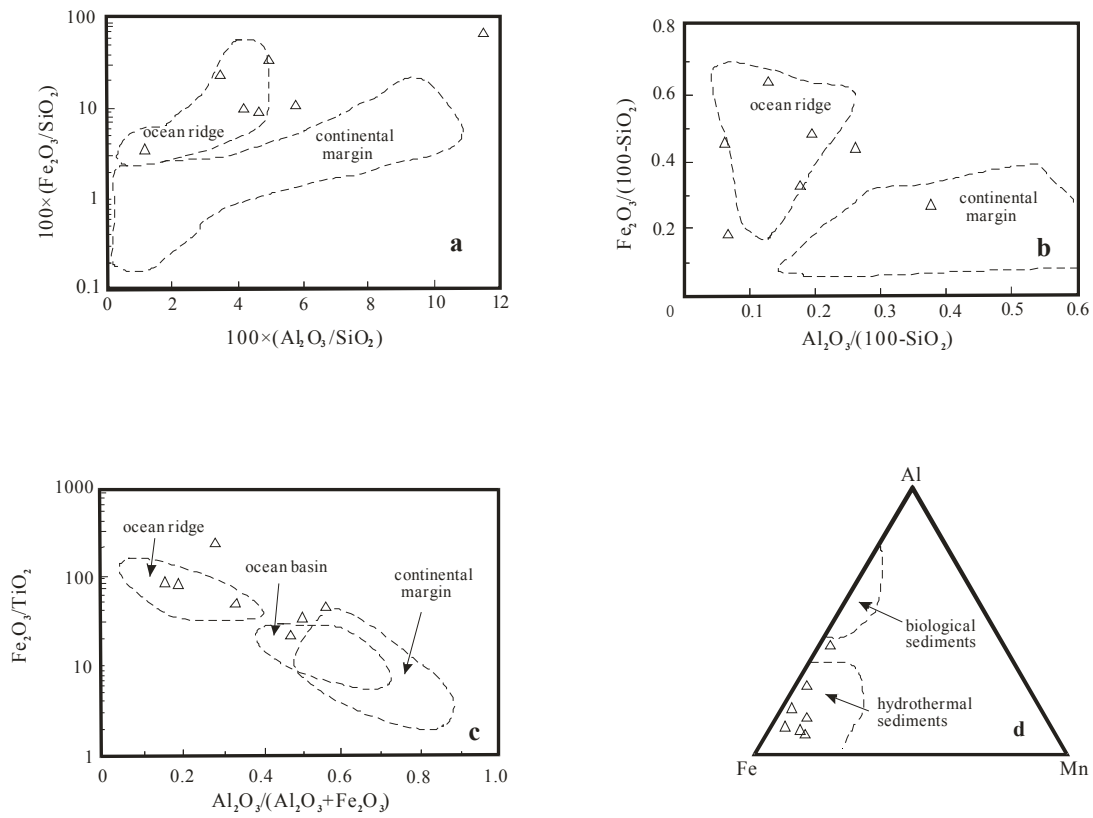 100
10
1
0.1
100×(Fe₂O₃/SiO₂)
ocean ridge
continental
margin
a
0 2 4 6 8 10 12
100×(Al₂O₃/SiO₂)
0.8
0.6
0.4
0.2
0
Fe₂O₃/(100-SiO₂)
ocean ridge
continental
margin
b
0.1 0.2 0.3 0.4 0.5 0.6
Al₂O₃/(100-SiO₂)
1000
100
10
1
Fe₂O₃/TiO₂
ocean ridge
ocean basin
continental
margin
c
0 0.2 0.4 0.6 0.8 1.0
Al₂O₃/(Al₂O₃+Fe₂O₃)
Al
biological
sediments
hydrothermal
sediments
d
Fe Mn